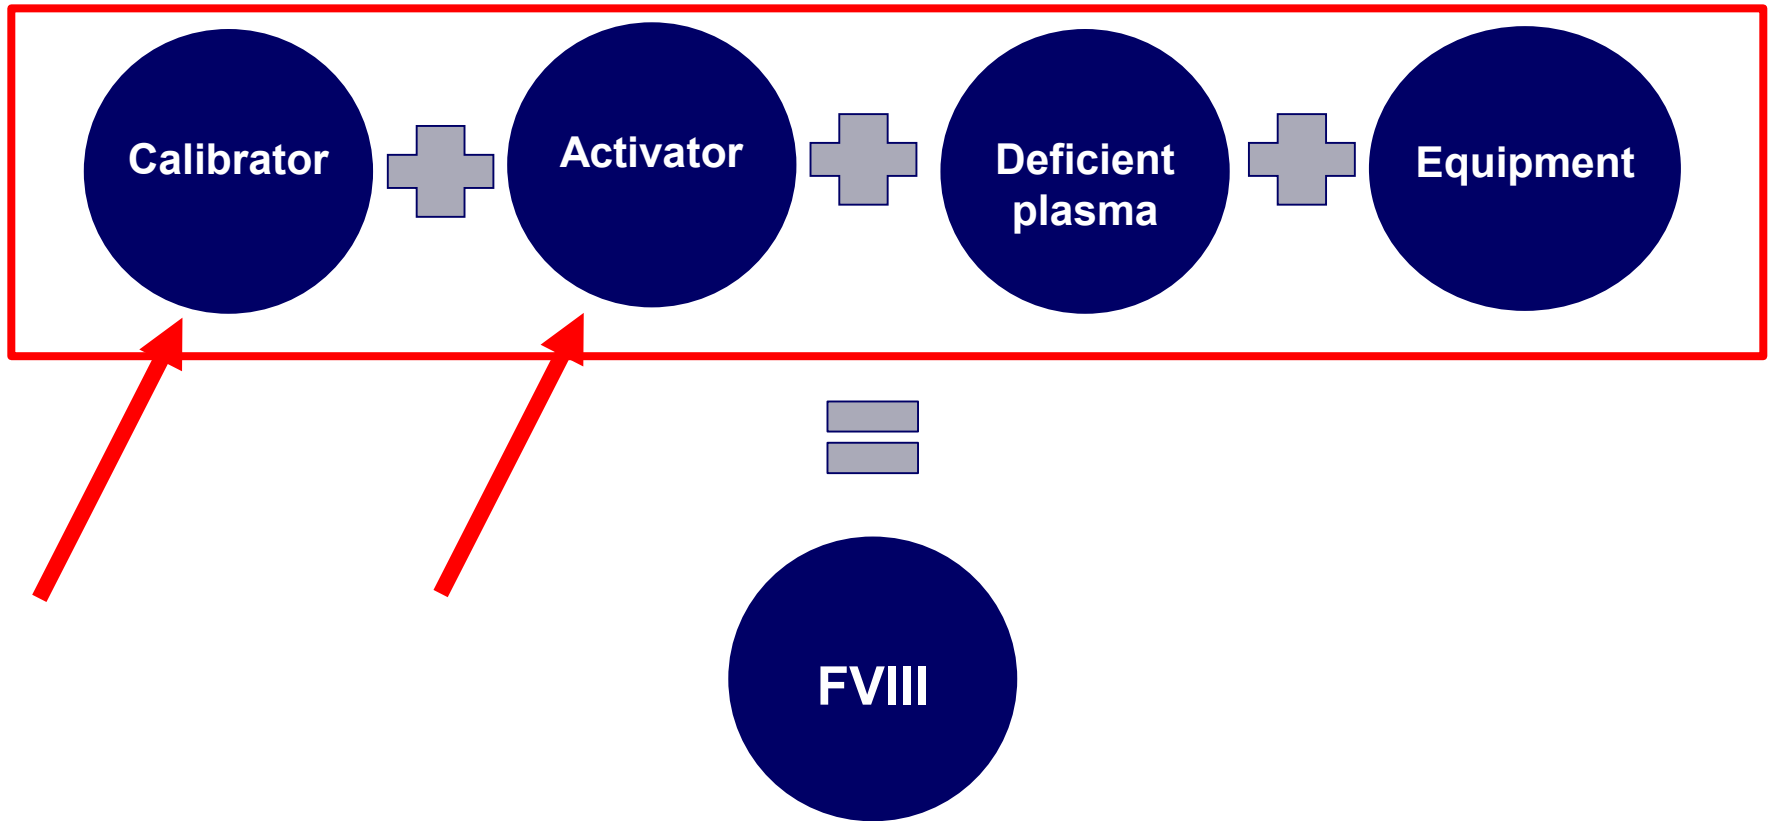 Calibrator
Activator
Deficient
plasma
Equipment
FVIII